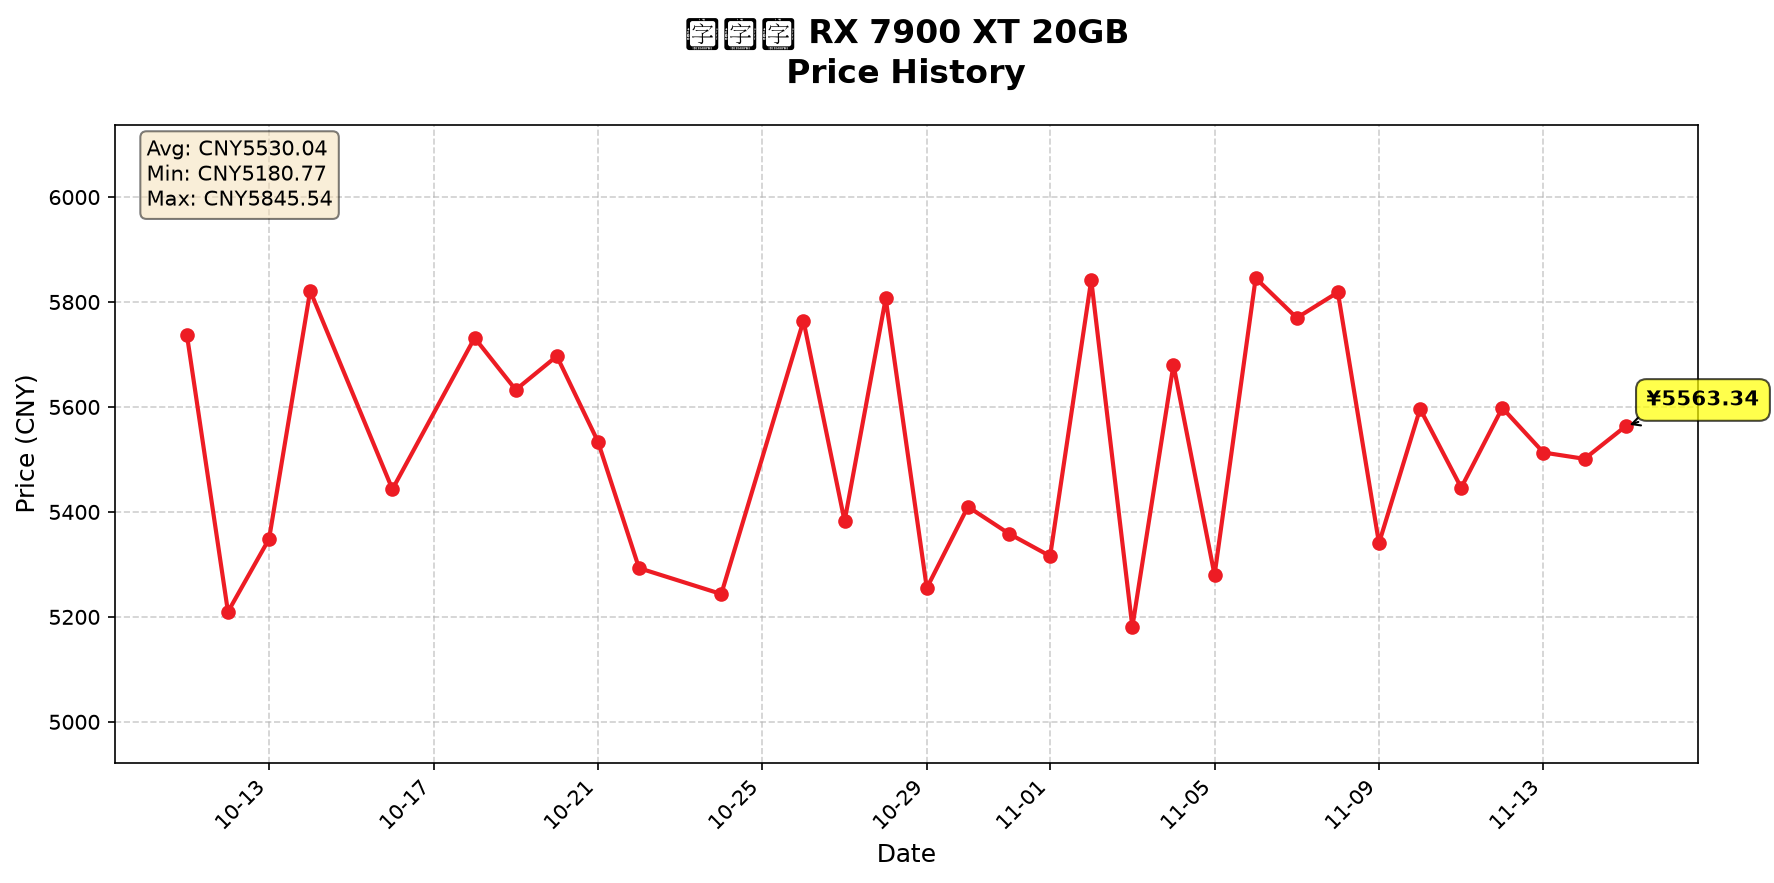 RX 7900 XT 20GB
Price History
Avg: CNY5530.04
Min: CNY5180.77
Max: CNY5845.54
6000
5800
5600
5400
5200
5000
Price (CNY)
¥5563.34
10-13
10-17
10-21
10-25
10-29
11-01
11-05
11-09
11-13
Date